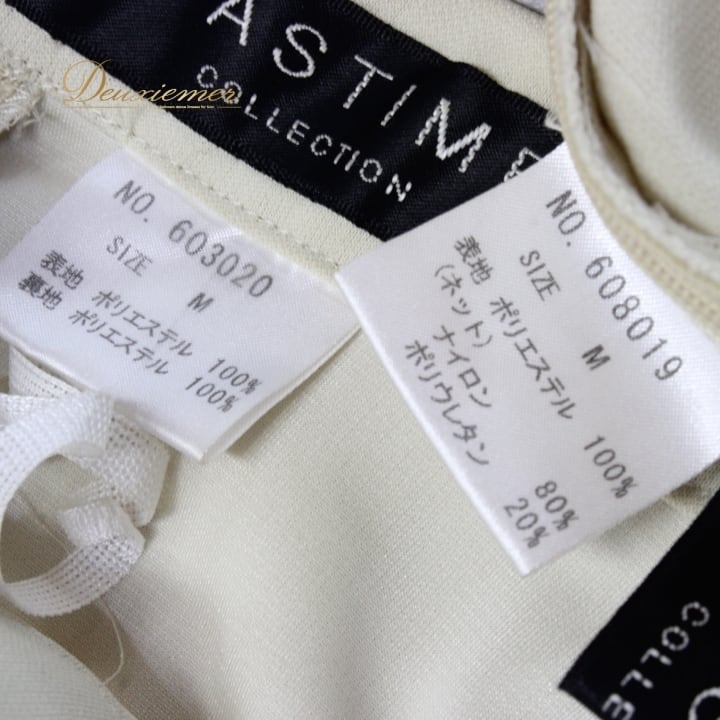 Deuxiemer
ASTIM
COLLECTION
NO. 603020
SIZE M
表地 ポリエステル 100%
裏地 ポリエステル 100%
NO. 608019
SIZE M
表地 ポリエステル 100%
(ネット)
ナイロン 80%
ポリウレタン 20%
COLLE